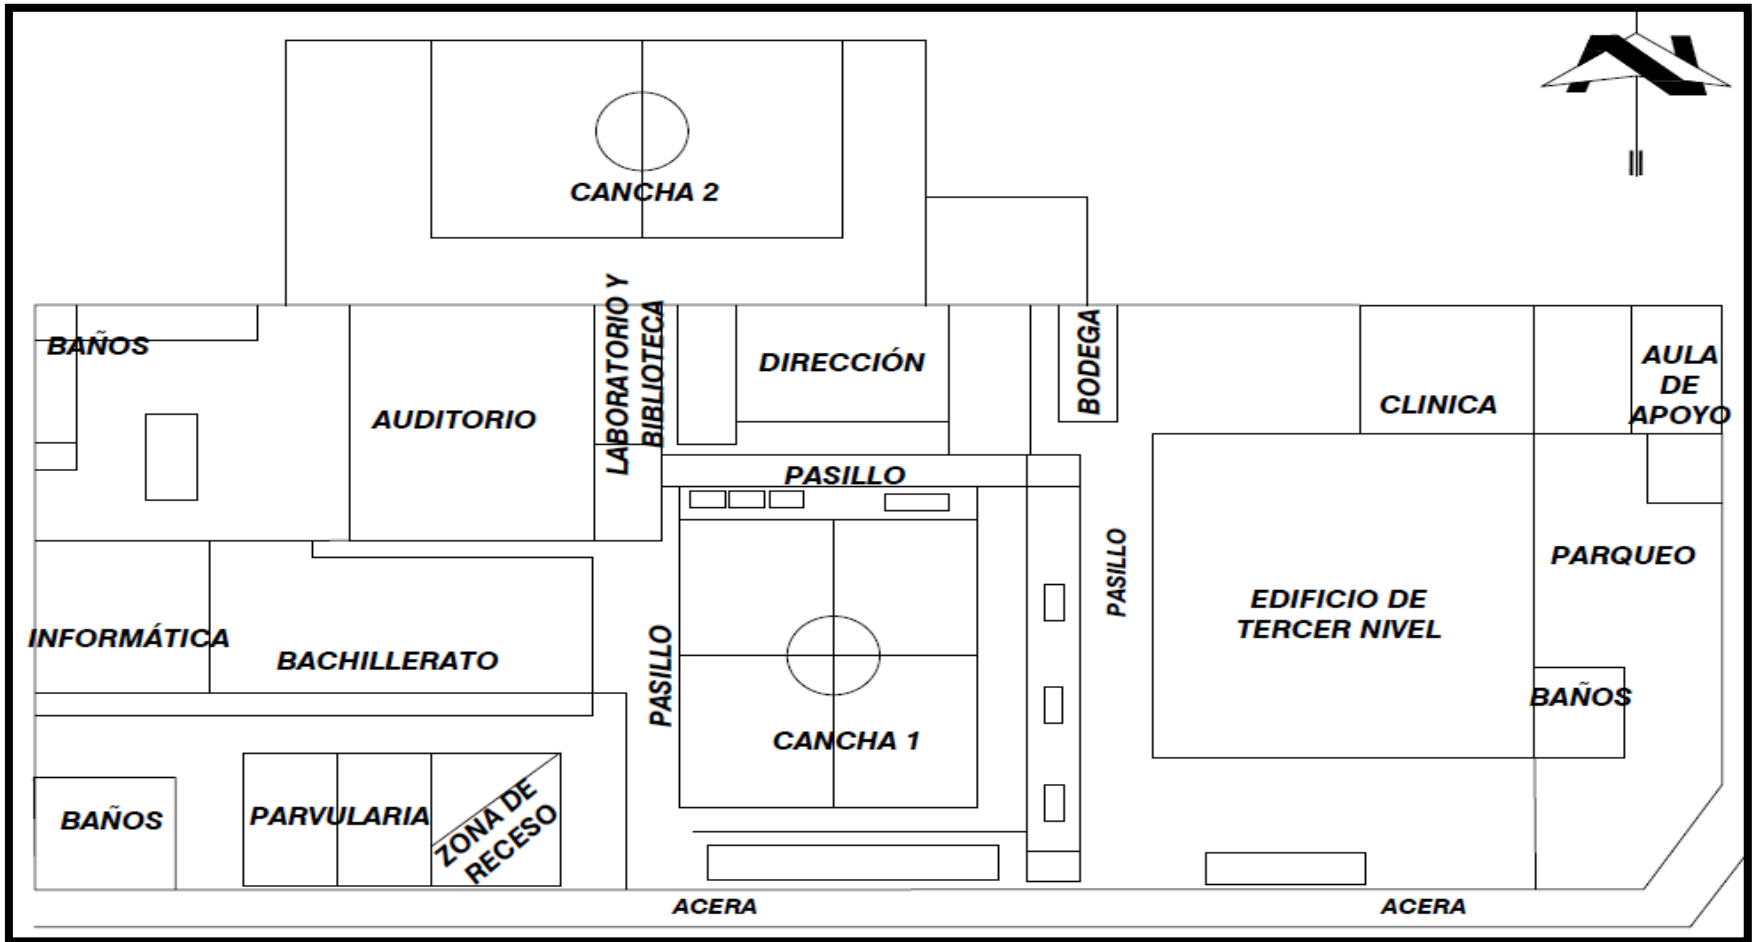 N
CANCHA 2
BAÑOS
AUDITORIO
LABORATORIO Y
BIBLIOTECA
DIRECCIÓN
BODEGA
CLINICA
AULA
DE
APOYO
PASILLO
PASILLO
PASILLO
CANCHA 1
EDIFICIO DE
TERCER NIVEL
PARQUEO
BAÑOS
INFORMÁTICA
BACHILLERATO
BAÑOS
PARVULARIA
ZONA DE
RECESO
ACERA
ACERA